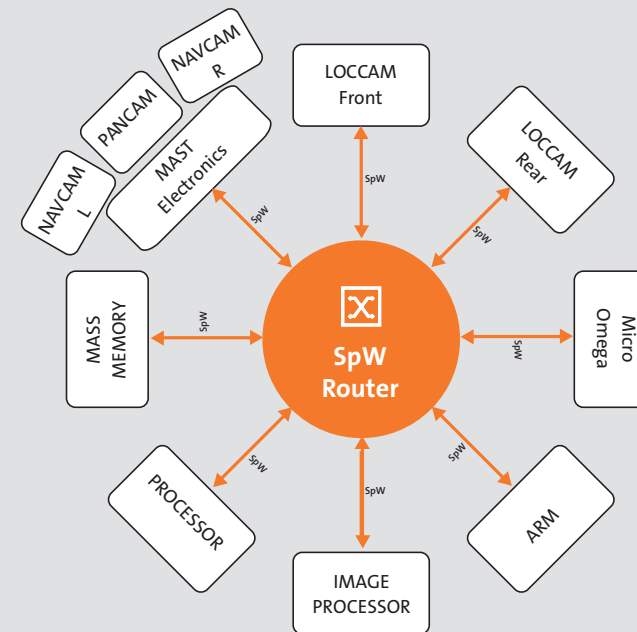 NAVCAM
R
PANCAM
NAVCAM
L
MAST
Electronics
LOCCAM
Front
LOCCAM
Rear
SpW
SpW
SpW
MASS
MEMORY
SpW
SpW
Router
SpW
Micro
Omega
PROCESSOR
SpW
SpW
SpW
ARM
IMAGE
PROCESSOR